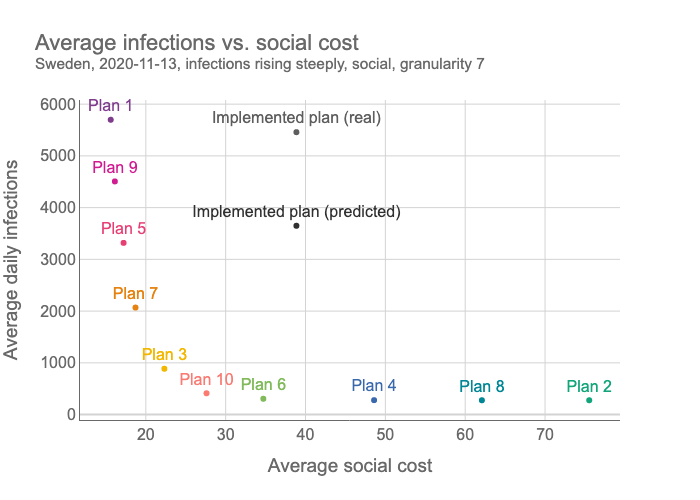 Average infections vs. social cost
Sweden, 2020-11-13, infections rising steeply, social, granularity 7
Average daily infections
6000
5000
4000
3000
2000
1000
0
Plan 1
Implemented plan (real)
Plan 9
Implemented plan (predicted)
Plan 5
Plan 7
Plan 3
Plan 10
Plan 6
Plan 4
Plan 8
Plan 2
20
30
40
50
60
70
Average social cost